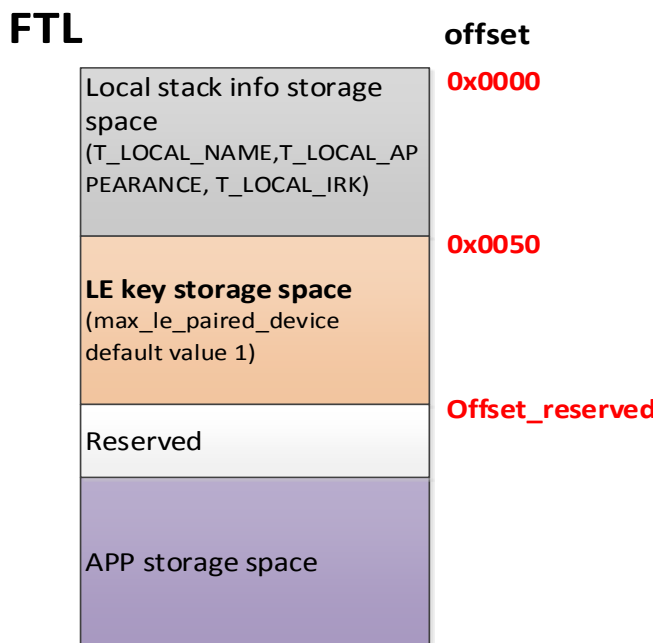 FTL
offset
Local stack info storage
space
(T_LOCAL_NAME,T_LOCAL_AP
PEARANCE, T_LOCAL_IRK)
0x0000
0x0050
LE key storage space
(max_le_paired_device
default value 1)
Offset_reserved
Reserved
APP storage space